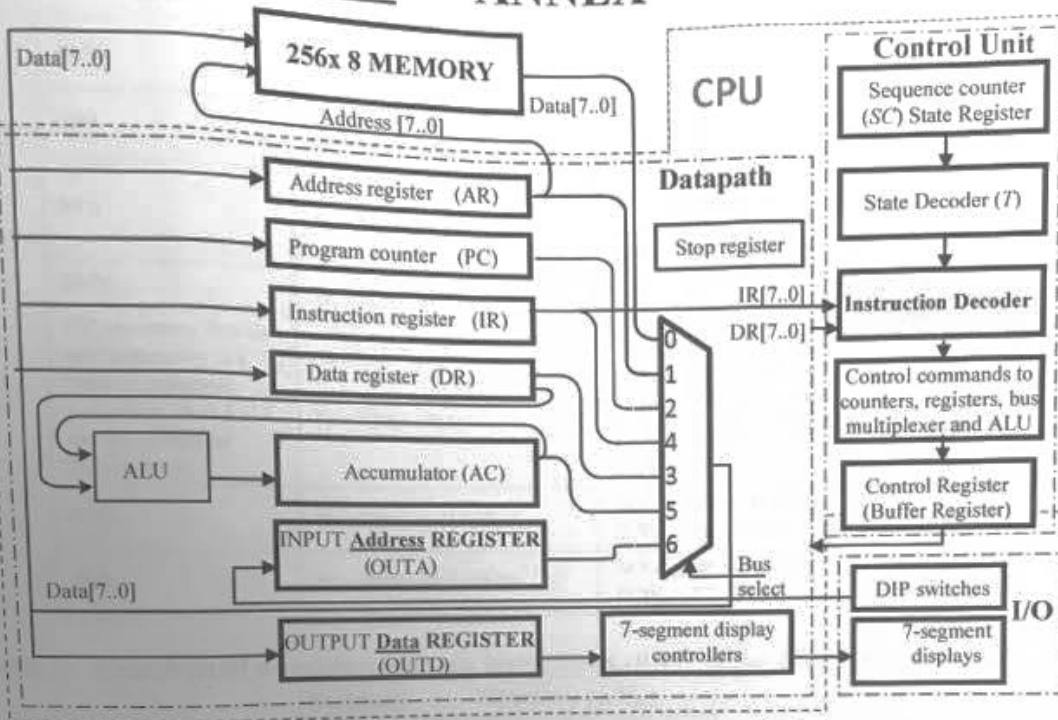 ANNEX
Data[7..0]
256x 8 MEMORY
Data[7..0]
Address [7..0]
CPU
Control Unit
Sequence counter
(SC) State Register
State Decoder (T)
Instruction Decoder
Control commands to
counters, registers, bus
multiplexer and ALU
Control Register
(Buffer Register)
Datapath
Stop register
Address register (AR)
Program counter (PC)
Instruction register (IR)
IR[7..0]
DR[7..0]
Data register (DR)
ALU
Accumulator (AC)
0
1
2
4
3
5
6
INPUT Address REGISTER
(OUTA)
Bus
select
Data[7..0]
DIP switches
I/O
OUTPUT Data REGISTER
(OUTD)
7-segment display
controllers
7-segment
displays